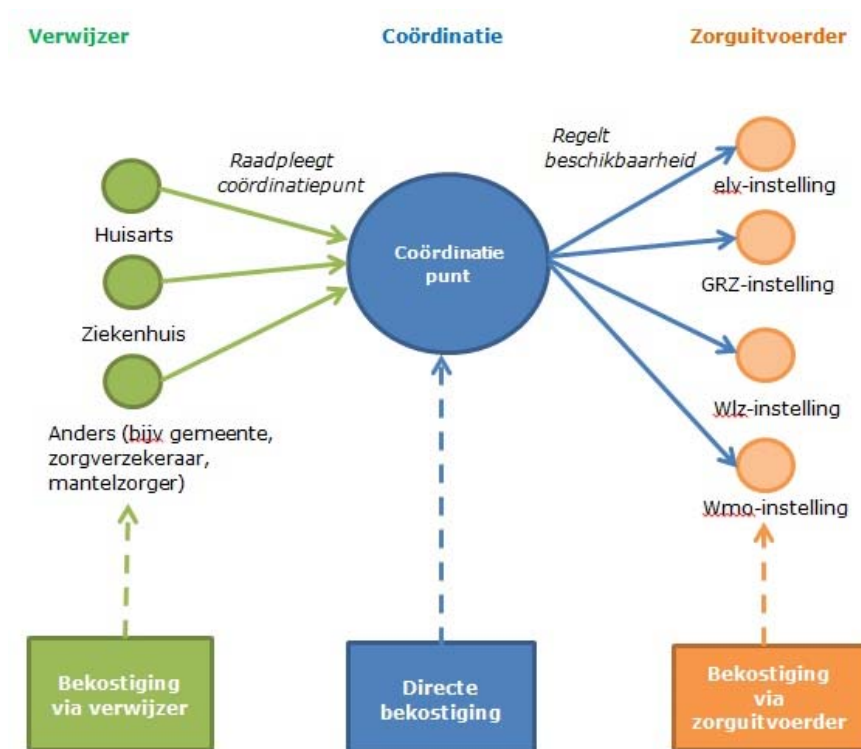 Verwijzer
Coördinatie
Zorguitvoerder
Raadpleegt
coördinatiepunt
Regelt
beschikbaarheid
Huisarts
Ziekenhuis
Anders (bijv gemeente,
zorgverzekeraar,
mantelzorger)
Coördinatie
punt
elv-instelling
GRZ-instelling
Wlz-instelling
Wmo-instelling
Bekostiging
via verwijzer
Directe
bekostiging
Bekostiging
via
zorguitvoerder